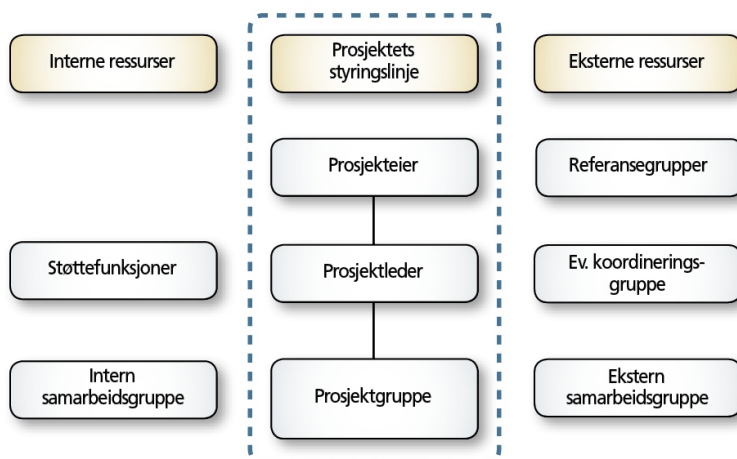 Interne ressurser
Prosjektets
styringslinje
Eksterne ressurser
Prosjekteier
Referansegrupper
Støttefunksjoner
Prosjektleder
Ev. koordinerings-
gruppe
Intern
samarbeidsgruppe
Prosjektgruppe
Ekstern
samarbeidsgruppe